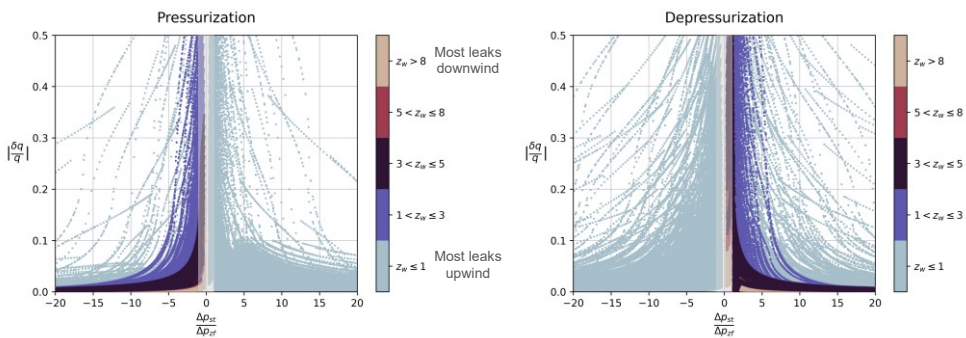 Pressurization
Depressurization
0.5
0.4
0.3
0.2
0.1
0.0
|δq/q|
−20 −15 −10 −5 0 5 10 15 20
Δp_st/Δp_zf
z_w > 8
5 < z_w ≤ 8
3 < z_w ≤ 5
1 < z_w ≤ 3
z_w ≤ 1
Most leaks
downwind
Most leaks
upwind
0.5
0.4
0.3
0.2
0.1
0.0
|δq/q|
−20 −15 −10 −5 0 5 10 15 20
Δp_st/Δp_zf
z_w > 8
5 < z_w ≤ 8
3 < z_w ≤ 5
1 < z_w ≤ 3
z_w ≤ 1